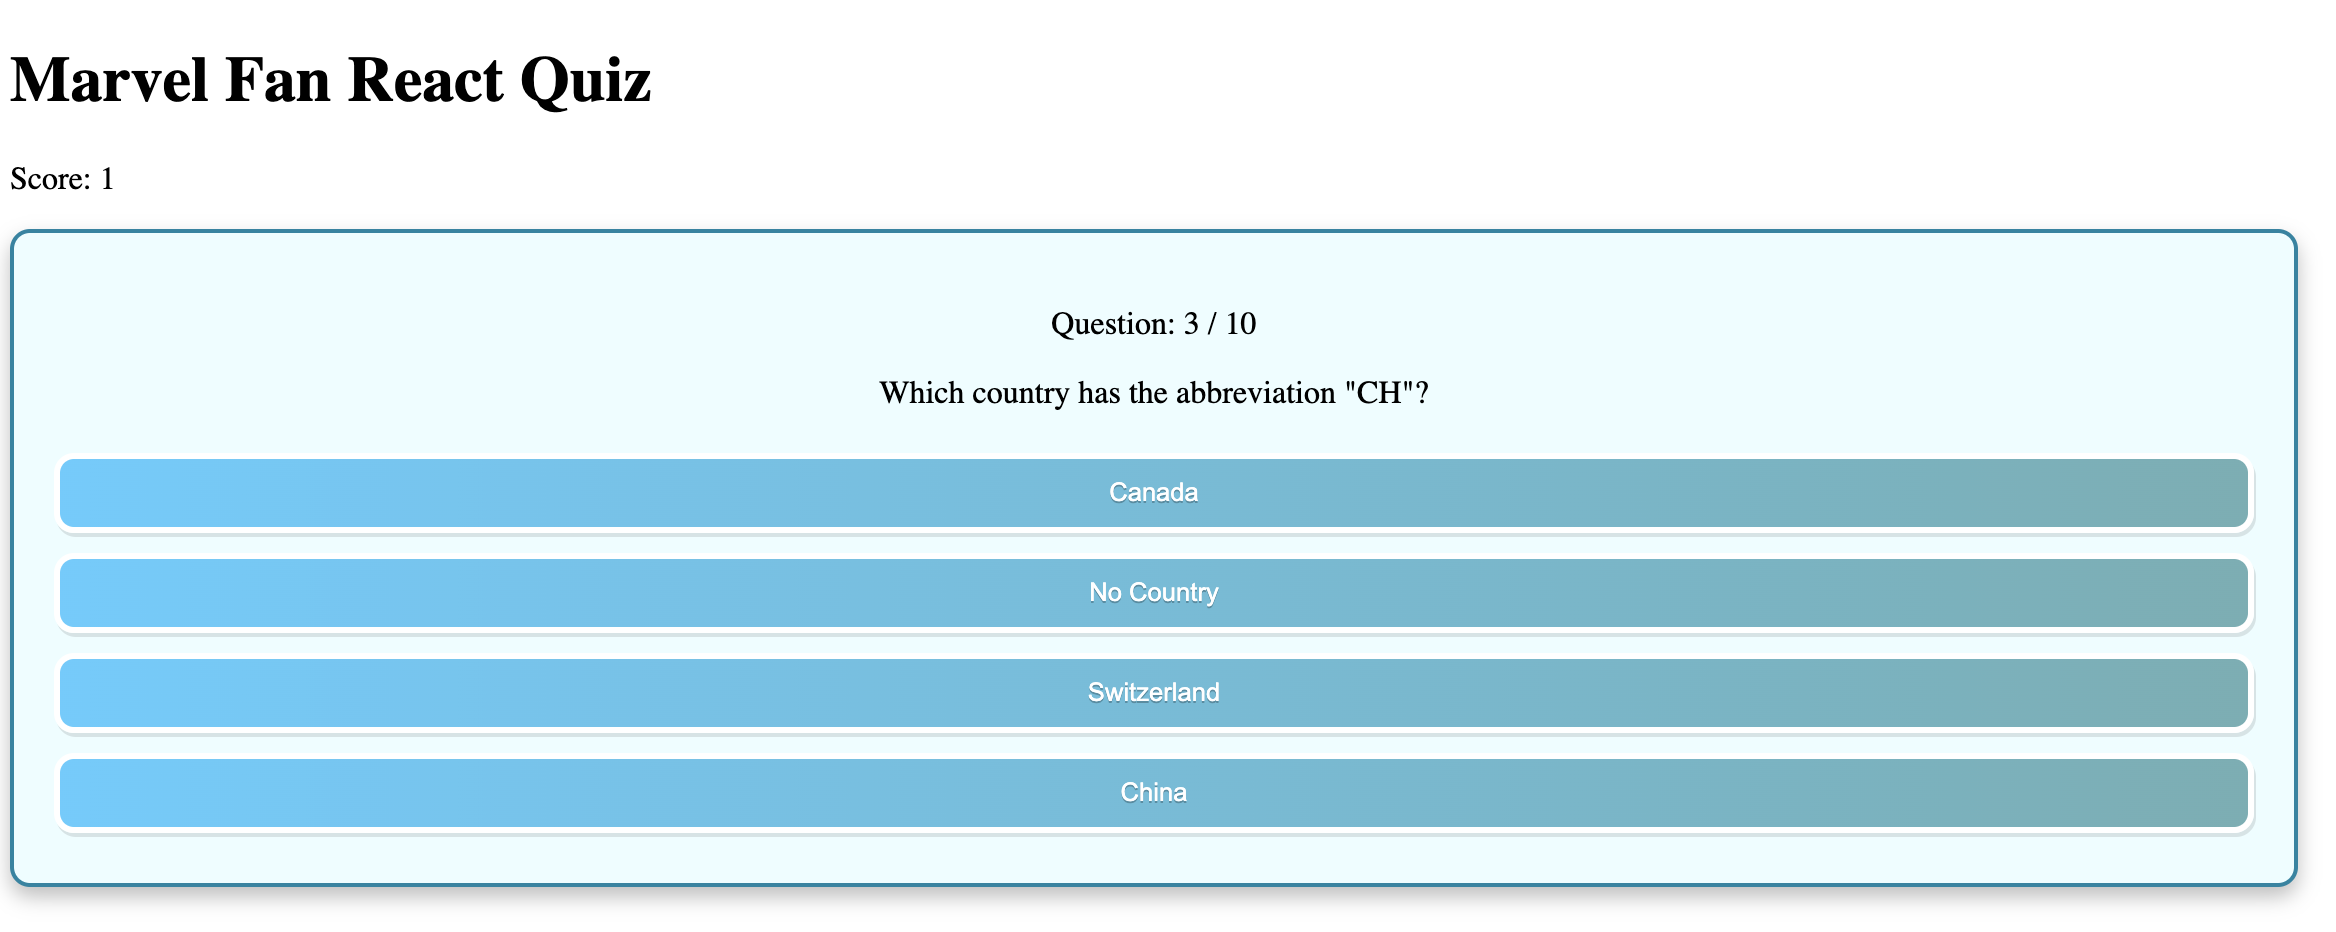 Marvel Fan React Quiz
Score: 1
Question: 3 / 10
Which country has the abbreviation "CH"?
Canada
No Country
Switzerland
China